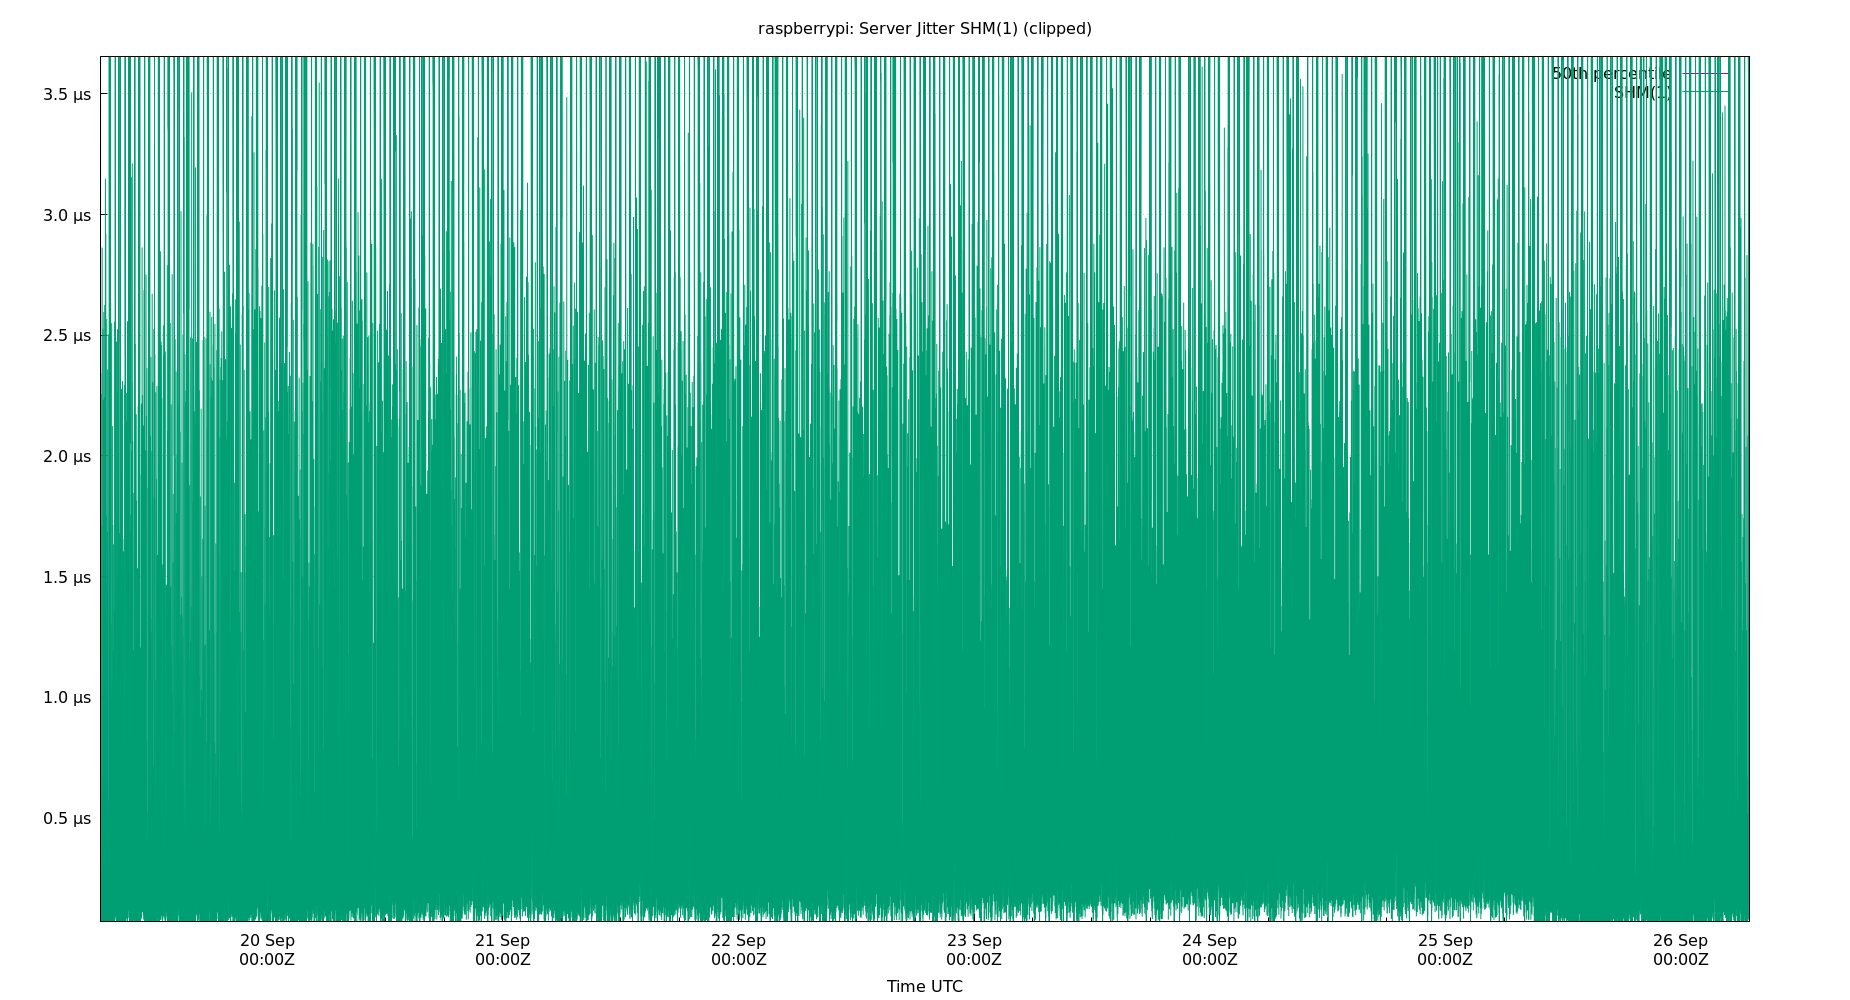 raspberrypi: Server Jitter SHM(1) (clipped)
50th percentile
SHM(1)
3.5 µs
3.0 µs
2.5 µs
2.0 µs
1.5 µs
1.0 µs
0.5 µs
20 Sep 21 Sep 22 Sep 23 Sep 24 Sep 25 Sep 26 Sep
00:00Z 00:00Z 00:00Z 00:00Z 00:00Z 00:00Z 00:00Z
Time UTC